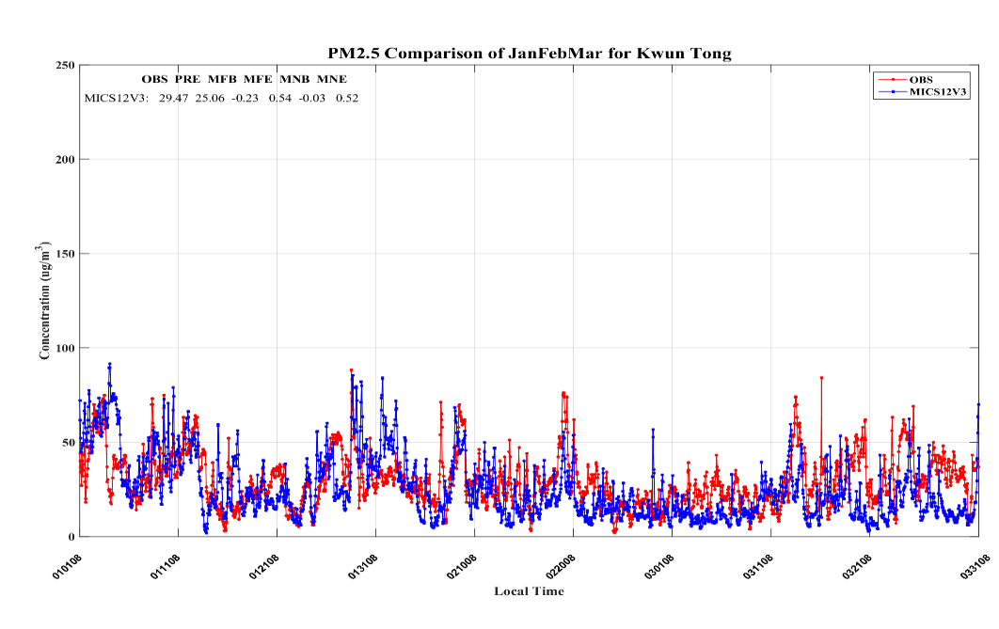 PM2.5 Comparison of JanFebMar for Kwun Tong
250
OBS PRE MFB MFE MNB MNE
MICS12V3: 29.47 25.06 -0.23 0.54 -0.03 0.52
OBS
MICS12V3
200
150
100
50
0
Concentration (ug/m³)
010108 011108 012108 013108 021008 022008 030108 031108 032108 033108
Local Time